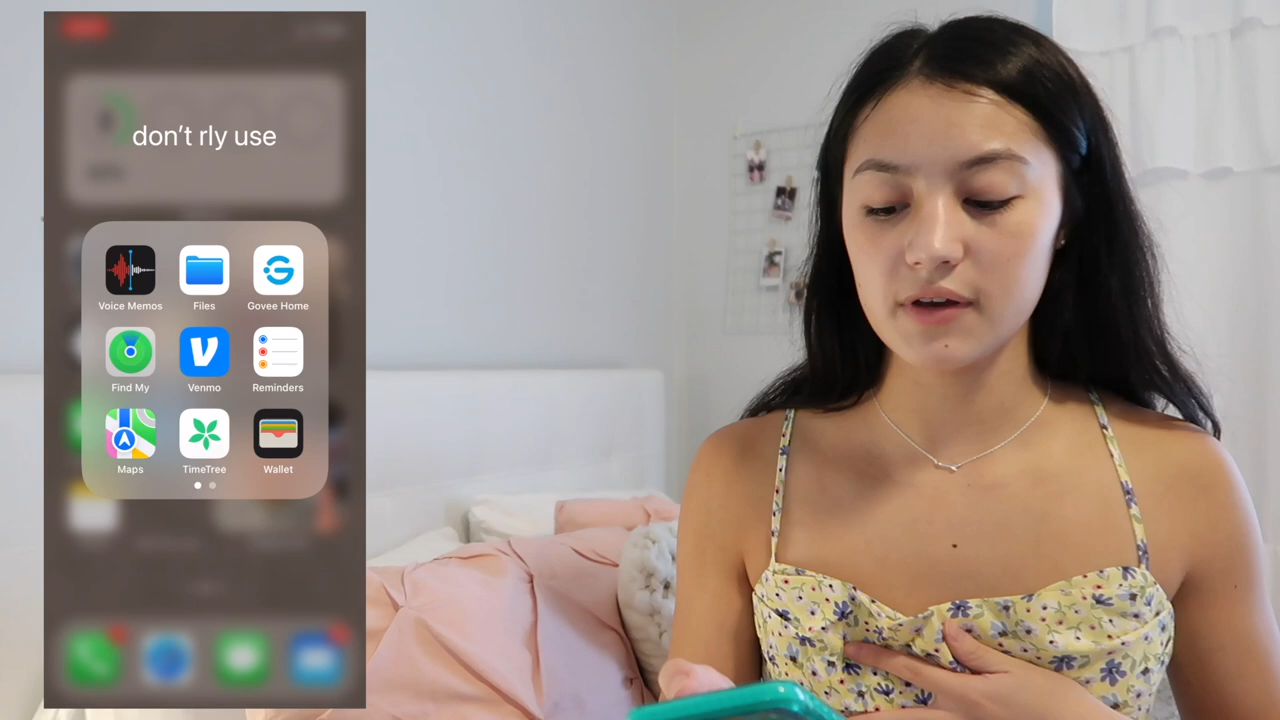 don't rly use
Voice Memos
Files
Govee Home
Find My
Venmo
Reminders
Maps
TimeTree
Wallet